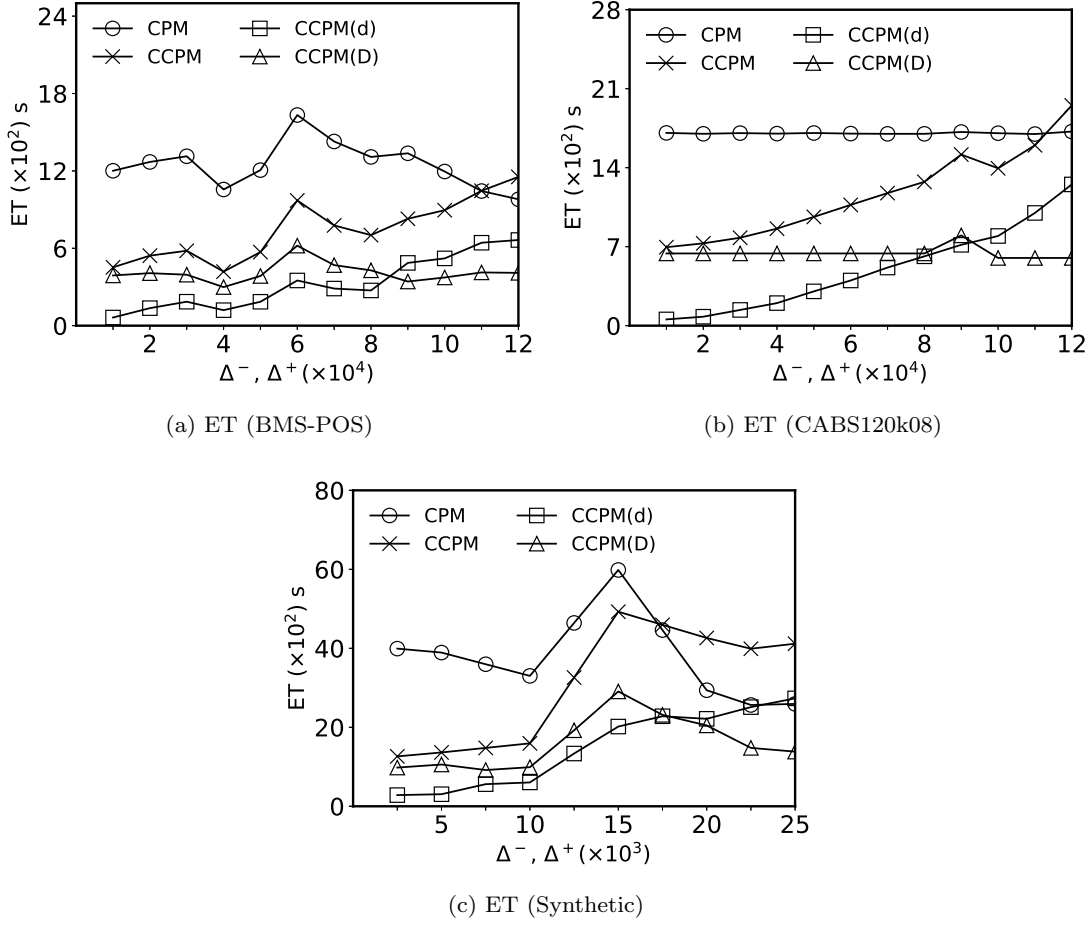 24
18
12
6
0
ET (×10²) s
CPM
CCPM
CCPM(d)
CCPM(D)
2 4 6 8 10 12
Δ⁻, Δ⁺(×10⁴)
(a) ET (BMS-POS)
28
21
14
7
0
ET (×10²) s
CPM
CCPM
CCPM(d)
CCPM(D)
2 4 6 8 10 12
Δ⁻, Δ⁺(×10⁴)
(b) ET (CABS120k08)
80
60
40
20
0
ET (×10²) s
CPM
CCPM
CCPM(d)
CCPM(D)
5 10 15 20 25
Δ⁻, Δ⁺(×10³)
(c) ET (Synthetic)